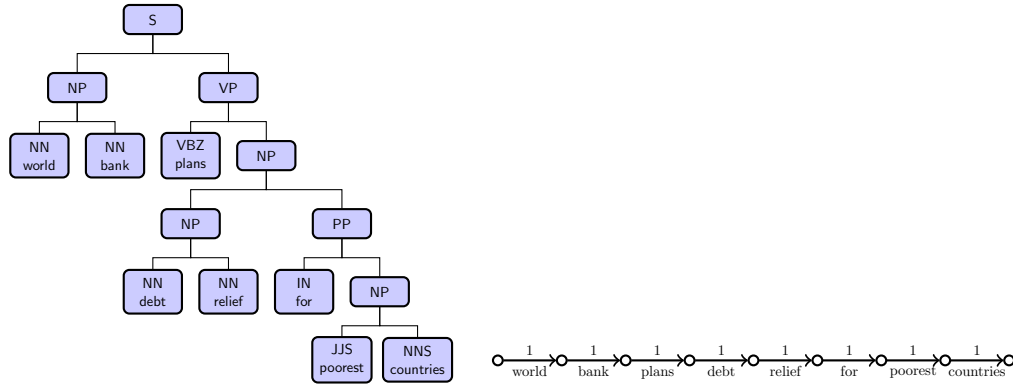 S
NP VP
NN world
NN bank
VBZ plans
NP
NP PP
NN debt
NN relief
IN for
NP
JJS poorest
NNS countries
1 1 1 1 1 1 1 1
world bank plans debt relief for poorest countries